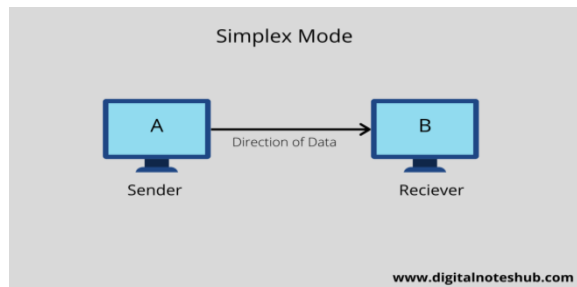 Simplex Mode
A
B
Direction of Data
Sender
Reciever
www.digitalnoteshub.com